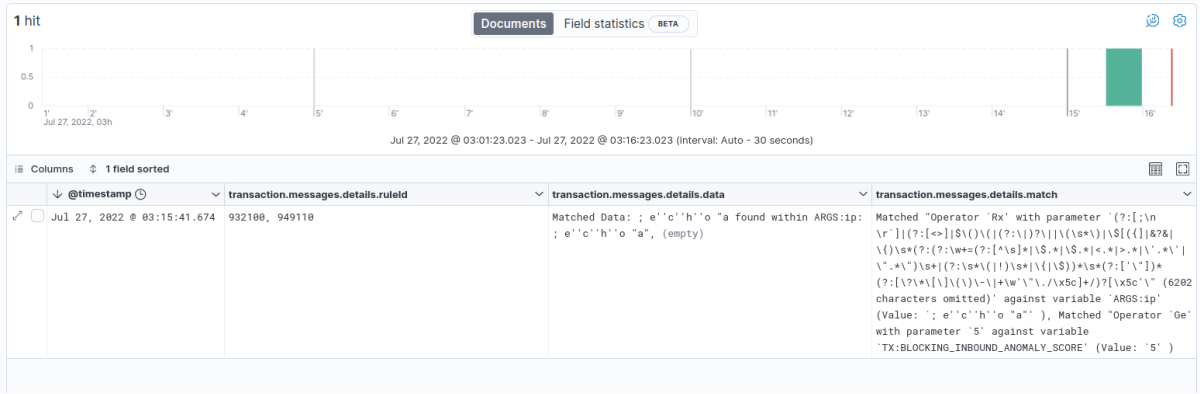 1 hit
Documents Field statistics BETA
1
0.5
0
1' 2' 3' 4' 5' 6' 7' 8' 9' 10' 11' 12' 13' 14' 15' 16'
Jul 27, 2022, 03h
Jul 27, 2022 @ 03:01:23.023 - Jul 27, 2022 @ 03:16:23.023 (interval: Auto - 30 seconds)
Columns 1 field sorted
@timestamp transaction.messages.details.ruleId transaction.messages.details.data transaction.messages.details.match
Jul 27, 2022 @ 03:15:41.674 932100, 949110
Matched Data: ; e''c''h''o "a found within ARGS:ip:
; e''c''h''o "a", (empty)
Matched "Operator `Rx' with parameter `(?:[;\n
\r`]|(?:[<>]|$\()\(|(?:\|)?\||\(\s*\)|\$[({]|&?&|
\{)\s*(?:(?:\w+=(?:[^\s]*|\$.*|\$.*|<.*|>.*|\'.*\'|
\".*\")\s+|(?:\s*\(|!)\s*|\{|\$))*\s*(?:['\"])*
(?:[\?\*\[\]\(\)\-\|+\w'\"\./\x5c]+/)?[\x5c'\" (6202
characters omitted)' against variable `ARGS:ip'
(Value: `; e''c''h''o "a"' ), Matched "Operator `Ge'
with parameter `5' against variable
`TX:BLOCKING_INBOUND_ANOMALY_SCORE' (Value: `5' )